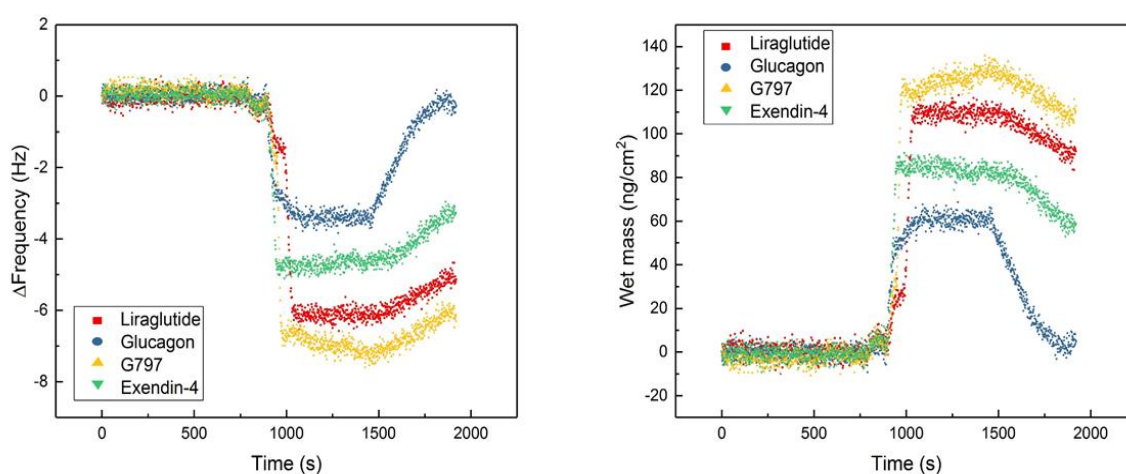 2
0
-2
-4
-6
-8
ΔFrequency (Hz)
Liraglutide
Glucagon
G797
Exendin-4
0 500 1000 1500 2000
Time (s)
140
120
100
80
60
40
20
0
-20
Wet mass (ng/cm²)
Liraglutide
Glucagon
G797
Exendin-4
0 500 1000 1500 2000
Time (s)